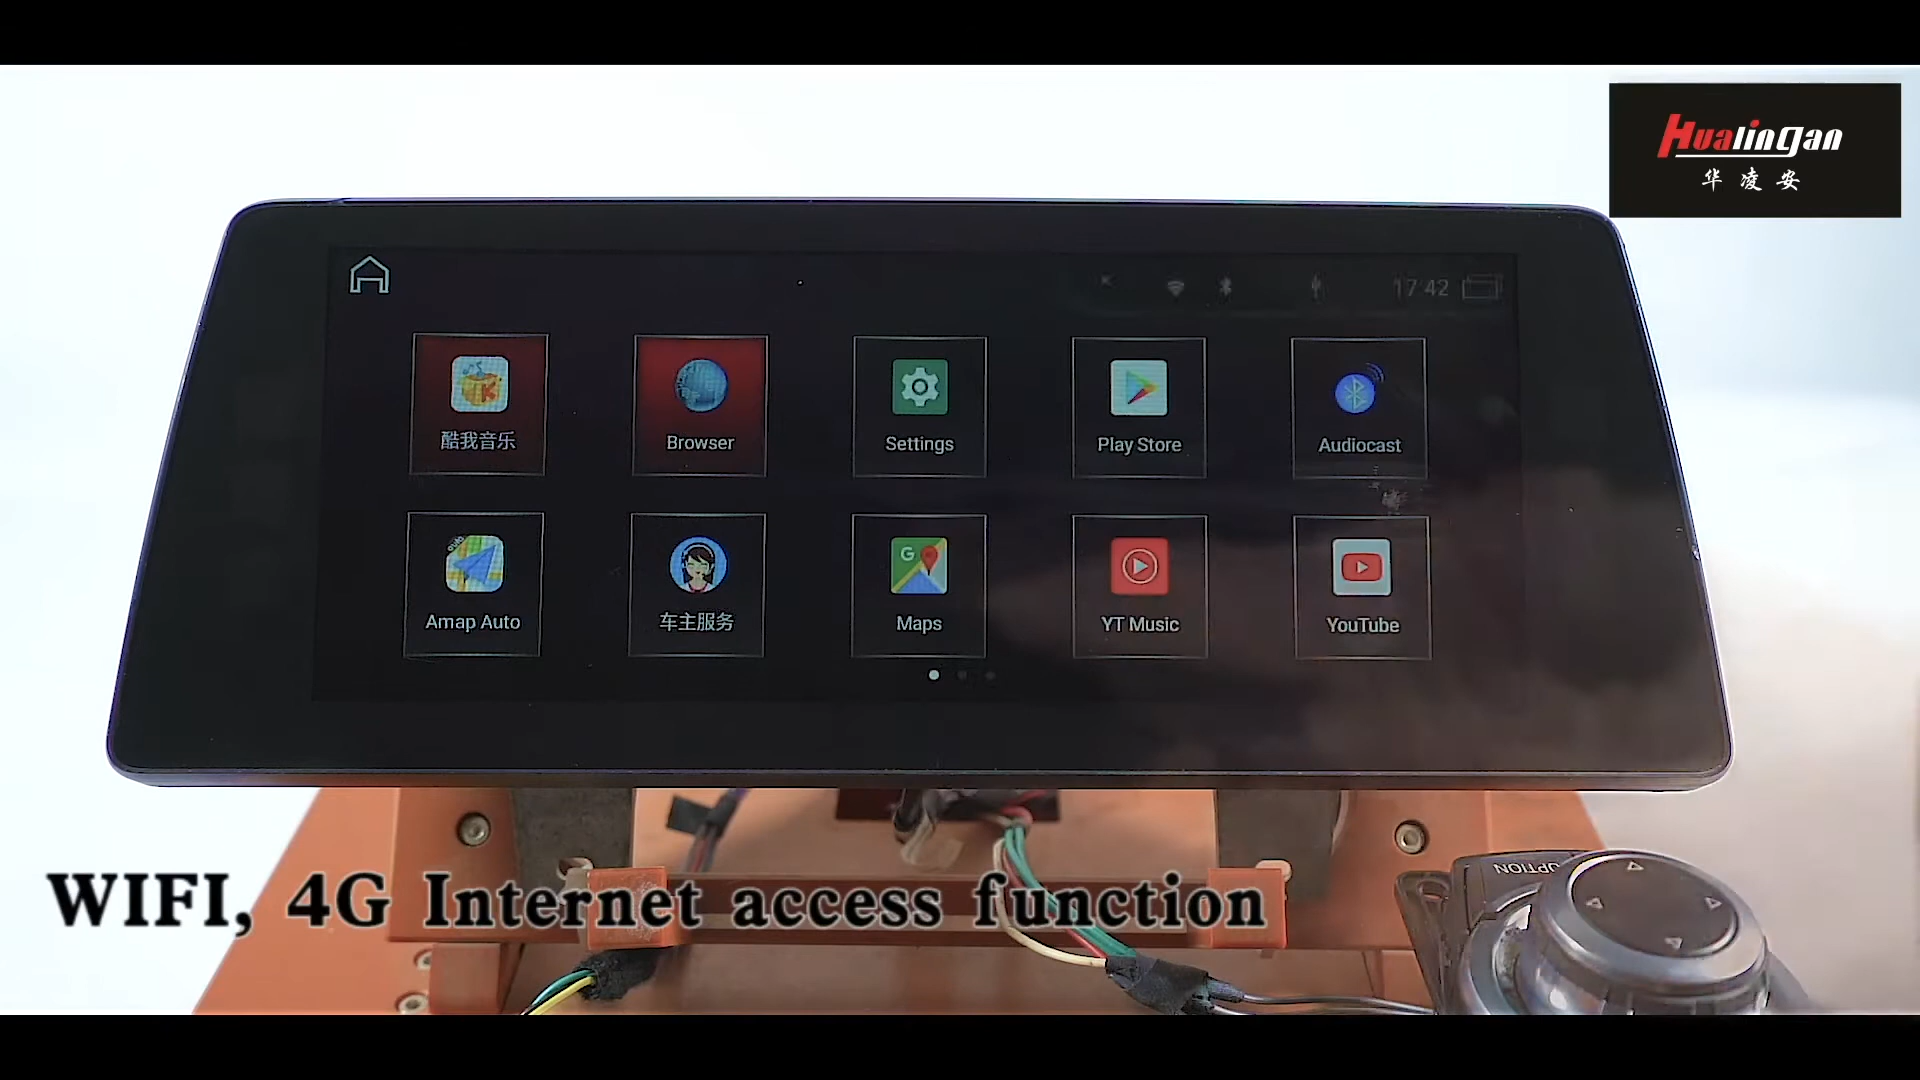 Hualingan
华凌安
17:42
酷我音乐
Browser
Settings
Play Store
Audiocast
auto
Amap Auto
车主服务
G
Maps
YT Music
YouTube
WIFI, 4G Internet access function
OPTION